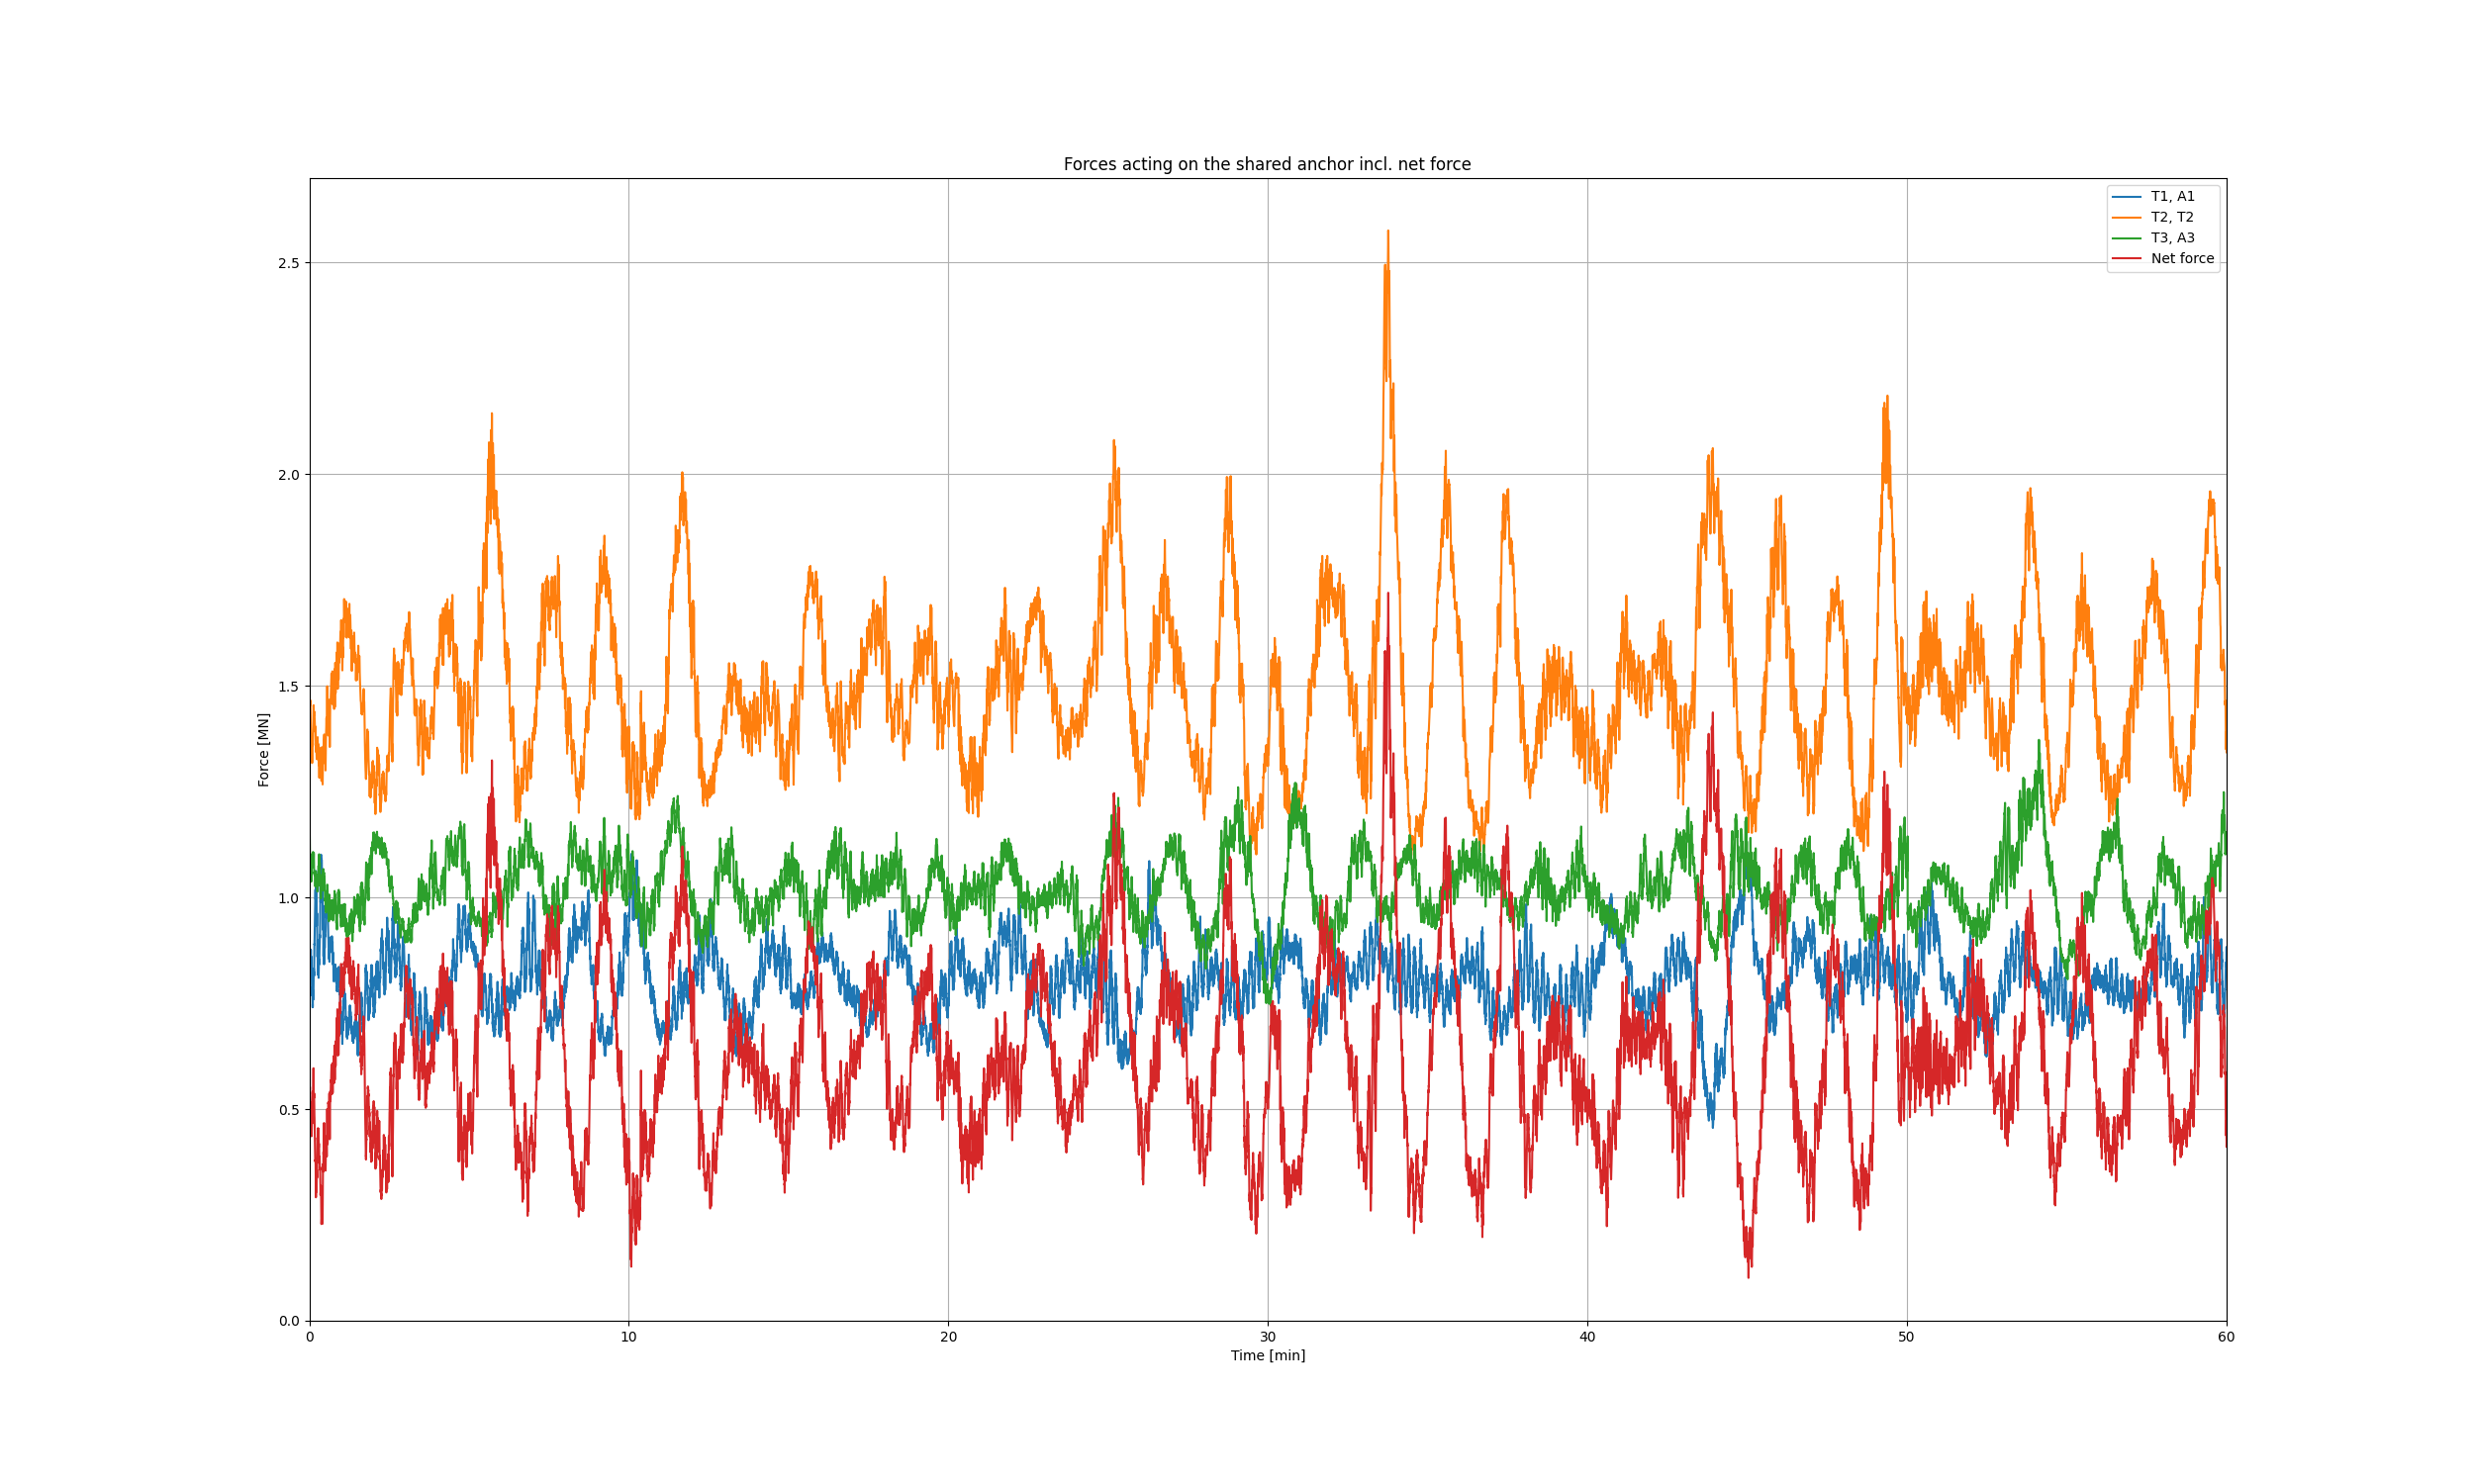 Forces acting on the shared anchor incl. net force
T1, A1
T2, T2
T3, A3
Net force
Force [MN]
2.5
2.0
1.5
1.0
0.5
0.0
0 10 20 30 40 50 60
Time [min]